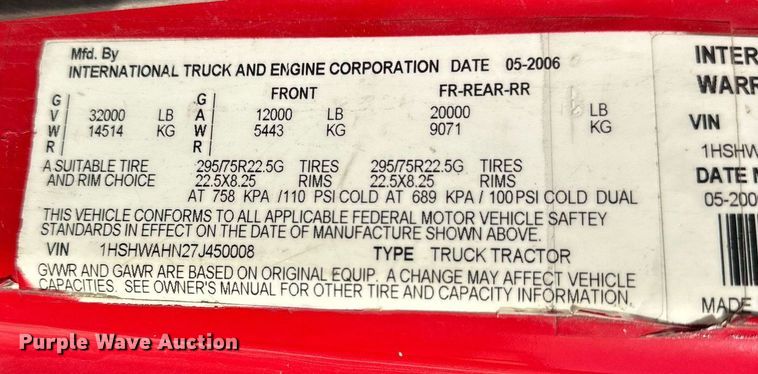 Mfd. By
INTERNATIONAL TRUCK AND ENGINE CORPORATION DATE 05-2006
G G FRONT FR-REAR-RR
V 32000 LB A 12000 LB 20000 LB
W 14514 KG W 5443 KG 9071 KG
R R
A SUITABLE TIRE 295/75R22.5G TIRES 295/75R22.5G TIRES
AND RIM CHOICE 22.5X8.25 RIMS 22.5X8.25 RIMS
AT 758 KPA /110 PSI COLD AT 689 KPA / 100 PSI COLD DUAL
THIS VEHICLE CONFORMS TO ALL APPLICABLE FEDERAL MOTOR VEHICLE SAFTEY
STANDARDS IN EFFECT ON THE DATE OF MANUFACTURE SHOWN ABOVE.
VIN 1HSHWAHN27J450008 TYPE TRUCK TRACTOR
GVWR AND GAWR ARE BASED ON ORIGINAL EQUIP. A CHANGE MAY AFFECT VEHICLE
CAPACITIES. SEE OWNER'S MANUAL FOR OTHER TIRE AND CAPACITY INFORMATION.
INTER
WARR
VIN
1HSHW
DATE
05-200
MADE
Purple Wave Auction